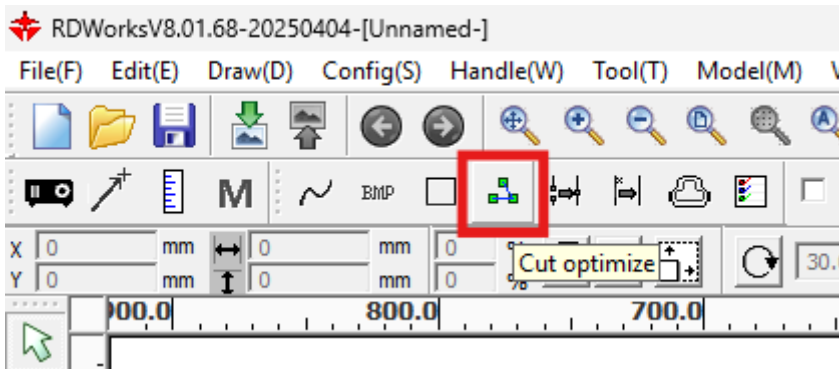 RDWorksV8.01.68-20250404-[Unnamed-]
File(F) Edit(E) Draw(D) Config(S) Handle(W) Tool(T) Model(M)
M BMP
X 0 mm 0 mm 0 % 30.
Y 0 mm 0 mm 0 %
Cut optimize
900.0 800.0 700.0